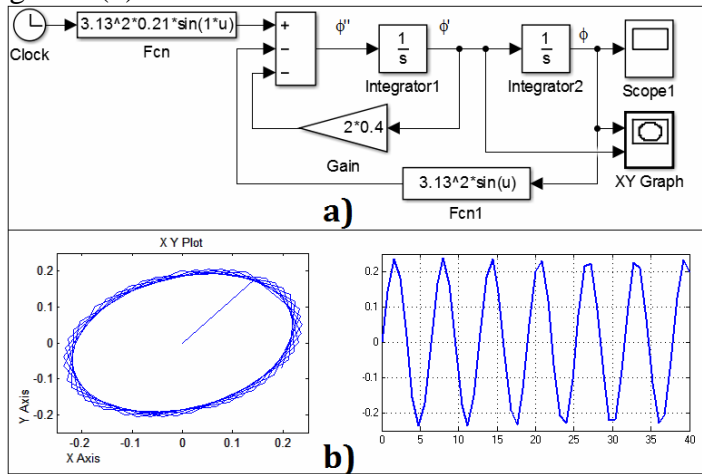 3.13^2*0.21*sin(1*u)
Clock
Fcn
+
−
−
ϕ''
1
s
Integrator1
ϕ'
1
s
Integrator2
ϕ
Scope1
2*0.4
Gain
XY Graph
3.13^2*sin(u)
Fcn1
a)
X Y Plot
0.2
0.1
0
-0.1
-0.2
Y Axis
-0.2 -0.1 0 0.1 0.2
X Axis
0.2
0.1
0
-0.1
-0.2
0 5 10 15 20 25 30 35 40
b)